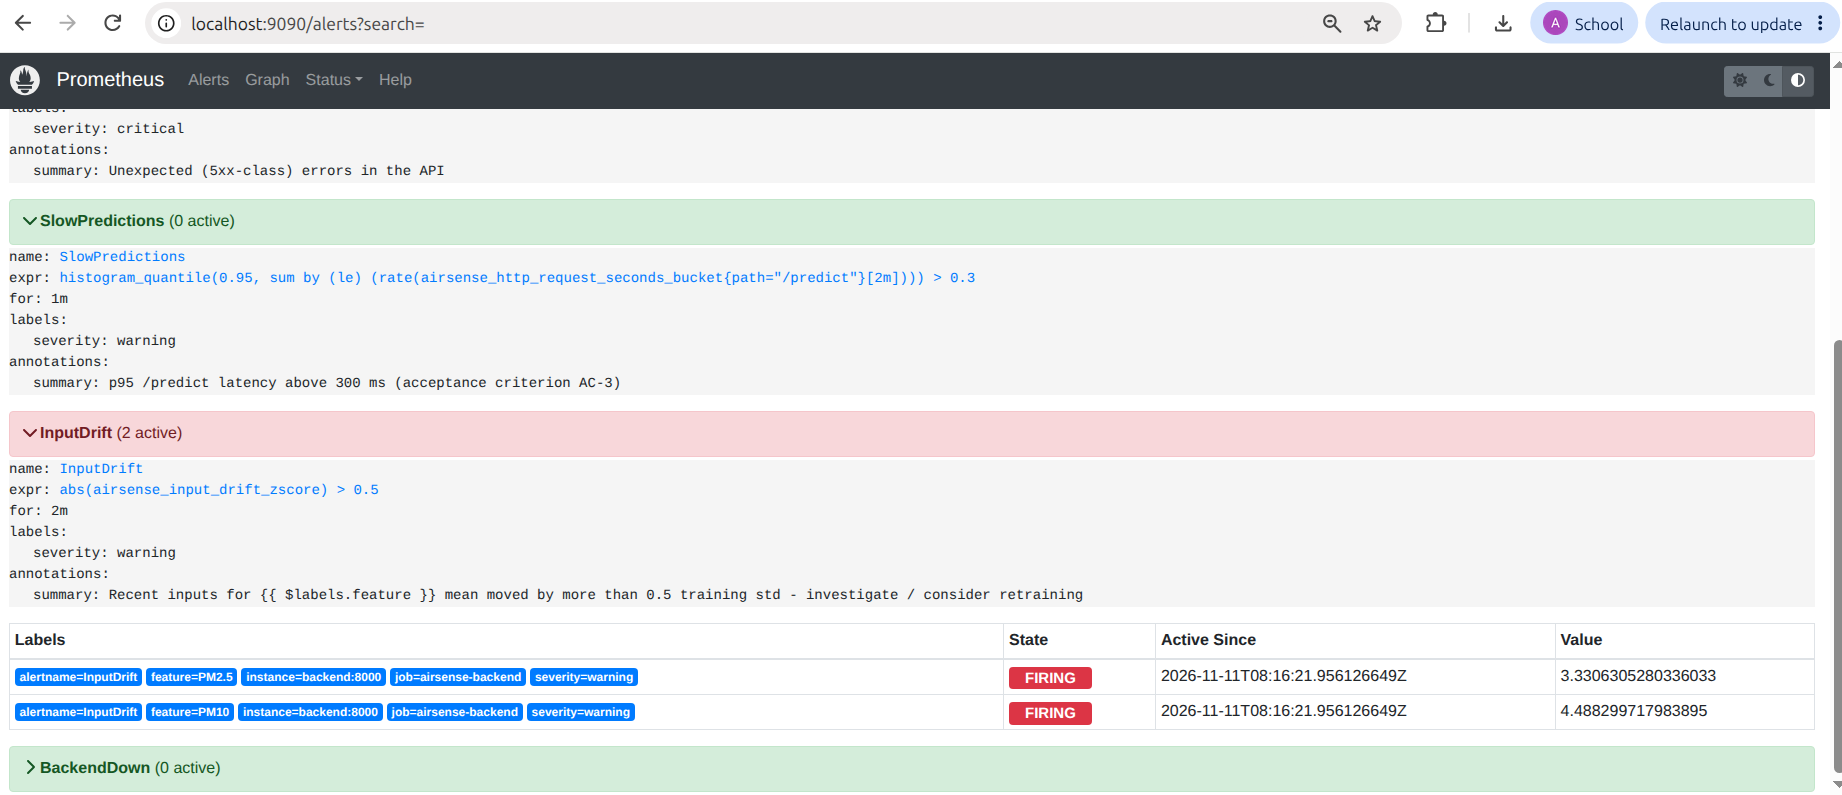 localhost:9090/alerts?search=
A School
Relaunch to update
Prometheus Alerts Graph Status Help
labels:
severity: critical
annotations:
summary: Unexpected (5xx-class) errors in the API
SlowPredictions (0 active)
name: SlowPredictions
expr: histogram_quantile(0.95, sum by (le) (rate(airsense_http_request_seconds_bucket{path="/predict"}[2m]))) > 0.3
for: 1m
labels:
severity: warning
annotations:
summary: p95 /predict latency above 300 ms (acceptance criterion AC-3)
InputDrift (2 active)
name: InputDrift
expr: abs(airsense_input_drift_zscore) > 0.5
for: 2m
labels:
severity: warning
annotations:
summary: Recent inputs for {{ $labels.feature }} mean moved by more than 0.5 training std - investigate / consider retraining
Labels State Active Since Value
alertname=InputDrift feature=PM2.5 instance=backend:8000 job=airsense-backend severity=warning FIRING 2026-11-11T08:16:21.956126649Z 3.3306305280336033
alertname=InputDrift feature=PM10 instance=backend:8000 job=airsense-backend severity=warning FIRING 2026-11-11T08:16:21.956126649Z 4.488299717983895
BackendDown (0 active)